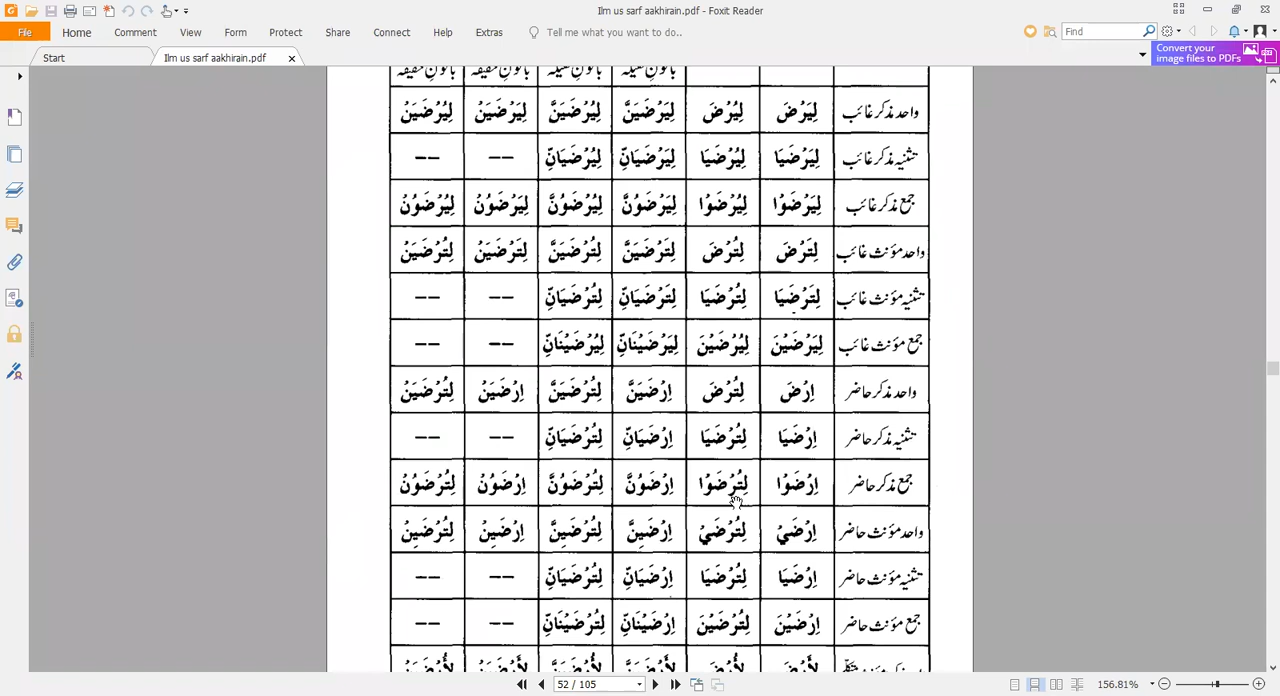 Ilm us sarf aakhirain.pdf - Foxit Reader
File Home Comment View Form Protect Share Connect Help Extras Tell me what you want to do.. Find
Start Ilm us sarf aakhirain.pdf × Convert your image files to PDFs
واحد مذکر غائب لِيَرْضَ لِيُرْضَ لِيَرْضَيَنَّ لِيُرْضَيَنَّ لِيَرْضَيَنْ لِيُرْضَيَنْ
تثنیہ مذکر غائب لِيَرْضَيَا لِيُرْضَيَا لِيَرْضَيَانِّ لِيُرْضَيَانِّ -- --
جمع مذکر غائب لِيَرْضَوْا لِيُرْضَوْا لِيَرْضَوُنَّ لِيُرْضَوُنَّ لِيَرْضَوُنْ لِيُرْضَوُنْ
واحد مؤنث غائب لِتَرْضَ لِتُرْضَ لِتَرْضَيَنَّ لِتُرْضَيَنَّ لِتَرْضَيَنْ لِتُرْضَيَنْ
تثنیہ مؤنث غائب لِتَرْضَيَا لِتُرْضَيَا لِتَرْضَيَانِّ لِتُرْضَيَانِّ -- --
جمع مؤنث غائب لِيَرْضَيْنَ لِيُرْضَيْنَ لِيَرْضَيْنَانِّ لِيُرْضَيْنَانِّ -- --
واحد مذکر حاضر اِرْضَ لِتُرْضَ اِرْضَيَنَّ لِتُرْضَيَنَّ اِرْضَيَنْ لِتُرْضَيَنْ
تثنیہ مذکر حاضر اِرْضَيَا لِتُرْضَيَا اِرْضَيَانِّ لِتُرْضَيَانِّ -- --
جمع مذکر حاضر اِرْضَوْا لِتُرْضَوْا اِرْضَوُنَّ لِتُرْضَوُنَّ اِرْضَوُنْ لِتُرْضَوُنْ
واحد مؤنث حاضر اِرْضَيْ لِتُرْضَيْ اِرْضَيِنَّ لِتُرْضَيِنَّ اِرْضَيِنْ لِتُرْضَيِنْ
تثنیہ مؤنث حاضر اِرْضَيَا لِتُرْضَيَا اِرْضَيَانِّ لِتُرْضَيَانِّ -- --
جمع مؤنث حاضر اِرْضَيْنَ لِتُرْضَيْنَ اِرْضَيْنَانِّ لِتُرْضَيْنَانِّ -- --
52 / 105 156.81%